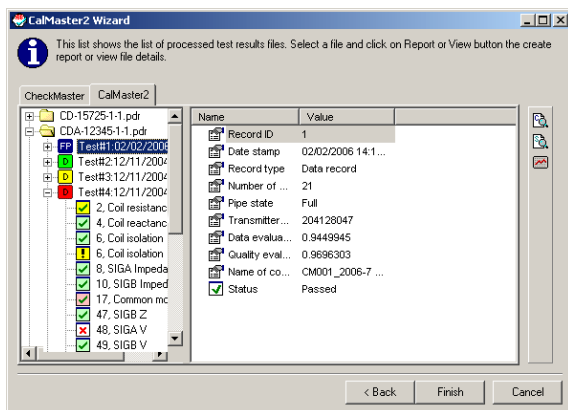 CalMaster2 Wizard
This list shows the list of processed test results files. Select a file and click on Report or View button the create
report or view file details.
CheckMaster CalMaster2
CD-15725-1-1.pdr
CDA-12345-1-1.pdr
FP Test#1:02/02/2006
D Test#2:12/11/2004
D Test#3:12/11/2004
D Test#4:12/11/2004
2, Coil resistanc
4, Coil reactanc
6, Coil isolation
6, Coil isolation
8, SIGA Impeda
10, SIGB Imped
17, Common mo
47, SIGB Z
48, SIGA V
49, SIGB V
Name Value
Record ID 1
Date stamp 02/02/2006 14:1...
Record type Data record
Number of ... 21
Pipe state Full
Transmitter... 204128047
Data evalua... 0.9449945
Quality eval... 0.9696303
Name of co... CM001_2006-7 ...
Status Passed
< Back Finish Cancel